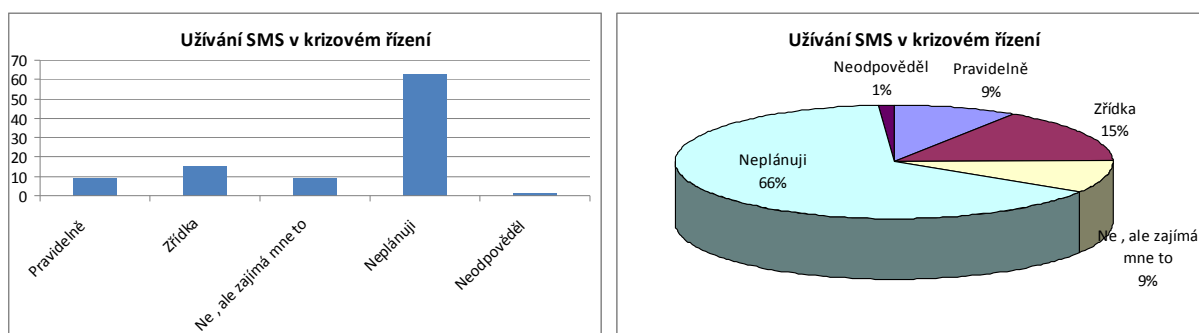 Užívání SMS v krizovém řízení
70
60
50
40
30
20
10
0
Pravidelně
Zřídka
Ne , ale zajímá mne to
Neplánuji
Neodpověděl
Užívání SMS v krizovém řízení
Neodpověděl
1%
Pravidelně
9%
Zřídka
15%
Neplánuji
66%
Ne , ale zajímá
mne to
9%